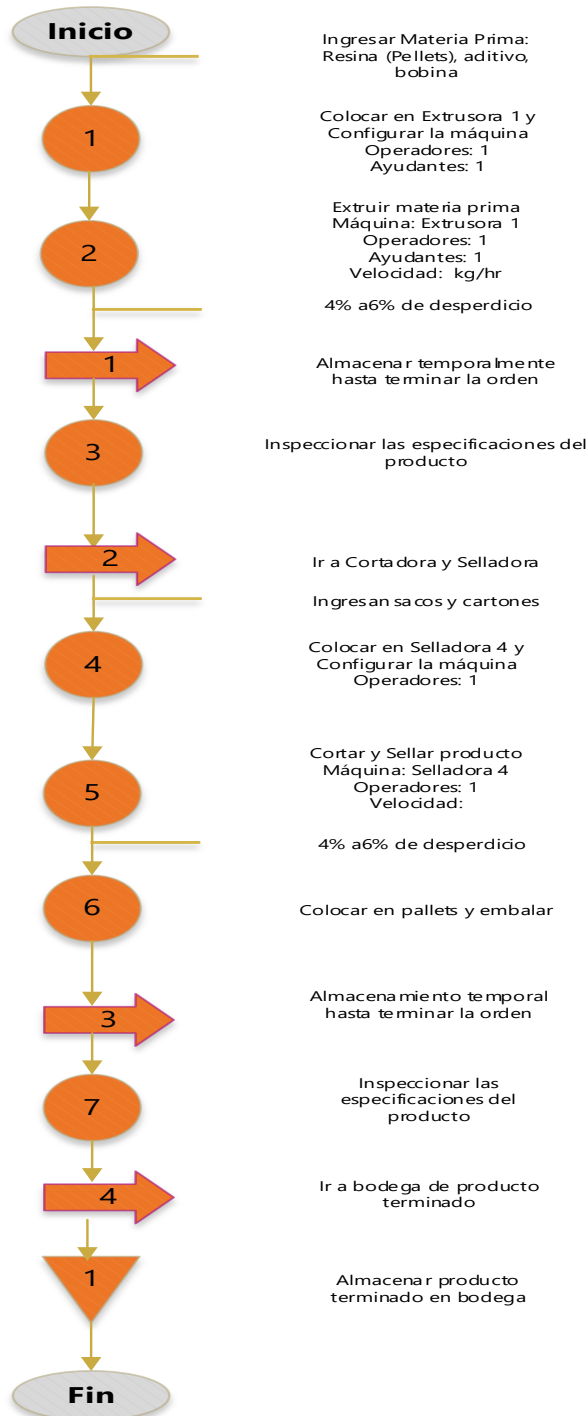 Inicio
Ingresar Materia Prima:
Resina (Pellets), aditivo,
bobina
1
Colocar en Extrusora 1 y
Configurar la máquina
Operadores: 1
Ayudantes: 1
2
Extruir materia prima
Máquina: Extrusora 1
Operadores: 1
Ayudantes: 1
Velocidad: kg/hr
4% a6% de desperdicio
1
Almacenar temporalmente
hasta terminar la orden
3
Inspeccionar las especificaciones del
producto
2
Ir a Cortadora y Selladora
Ingresan sacos y cartones
4
Colocar en Selladora 4 y
Configurar la máquina
Operadores: 1
5
Cortar y Sellar producto
Máquina: Selladora 4
Operadores: 1
Velocidad:
4% a6% de desperdicio
6
Colocar en pallets y embalar
3
Almacenamiento temporal
hasta terminar la orden
7
Inspeccionar las
especificaciones del
producto
4
Ir a bodega de producto
terminado
1
Almacenar producto
terminado en bodega
Fin